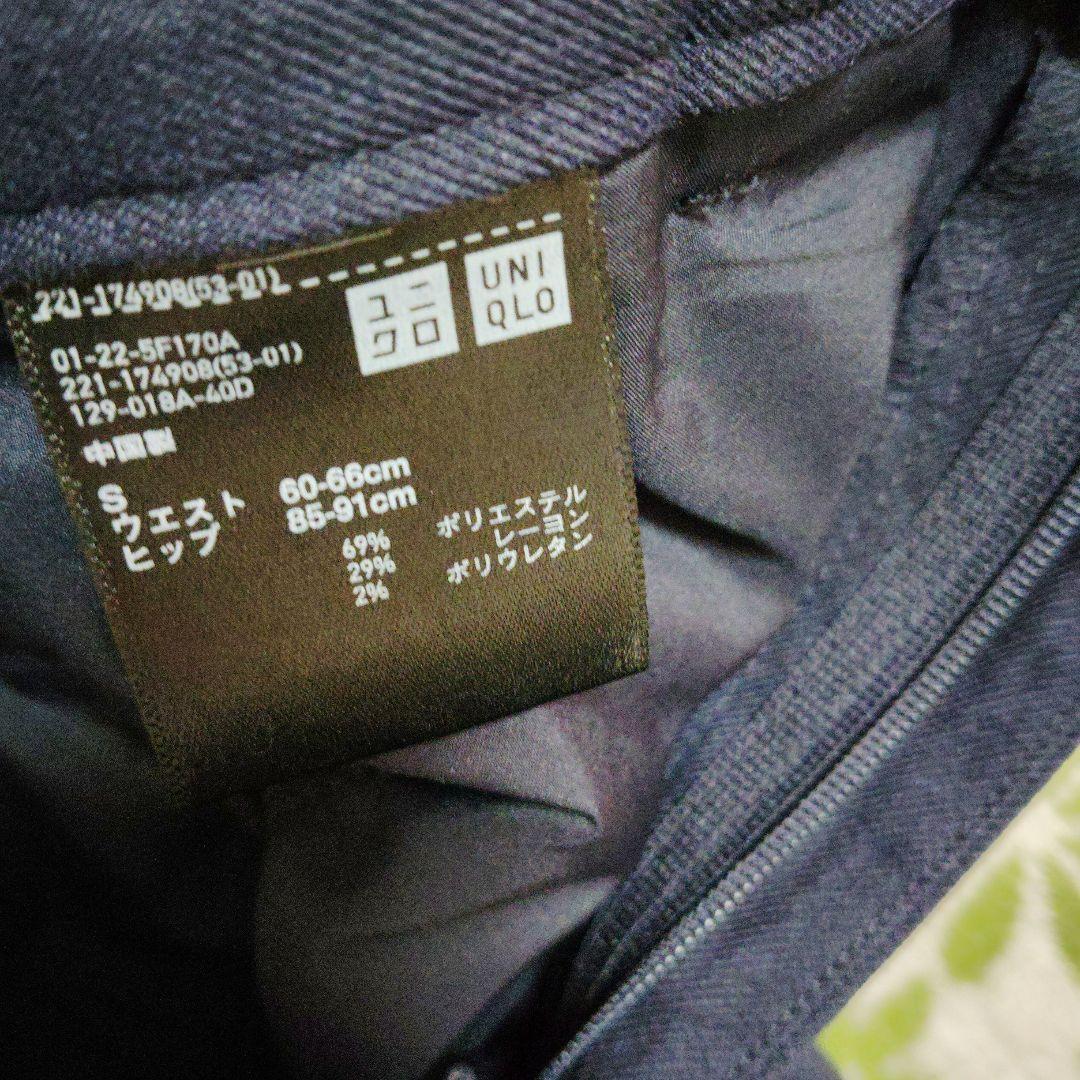 221-174908(53-01)
ユニ
クロ
UNI
QLO
01-22-5F170A
221-174908(53-01)
129-018A-40D
中国製
S
ウエスト 60-66cm
ヒップ 85-91cm
69% ポリエステル
29% レーヨン
2% ポリウレタン